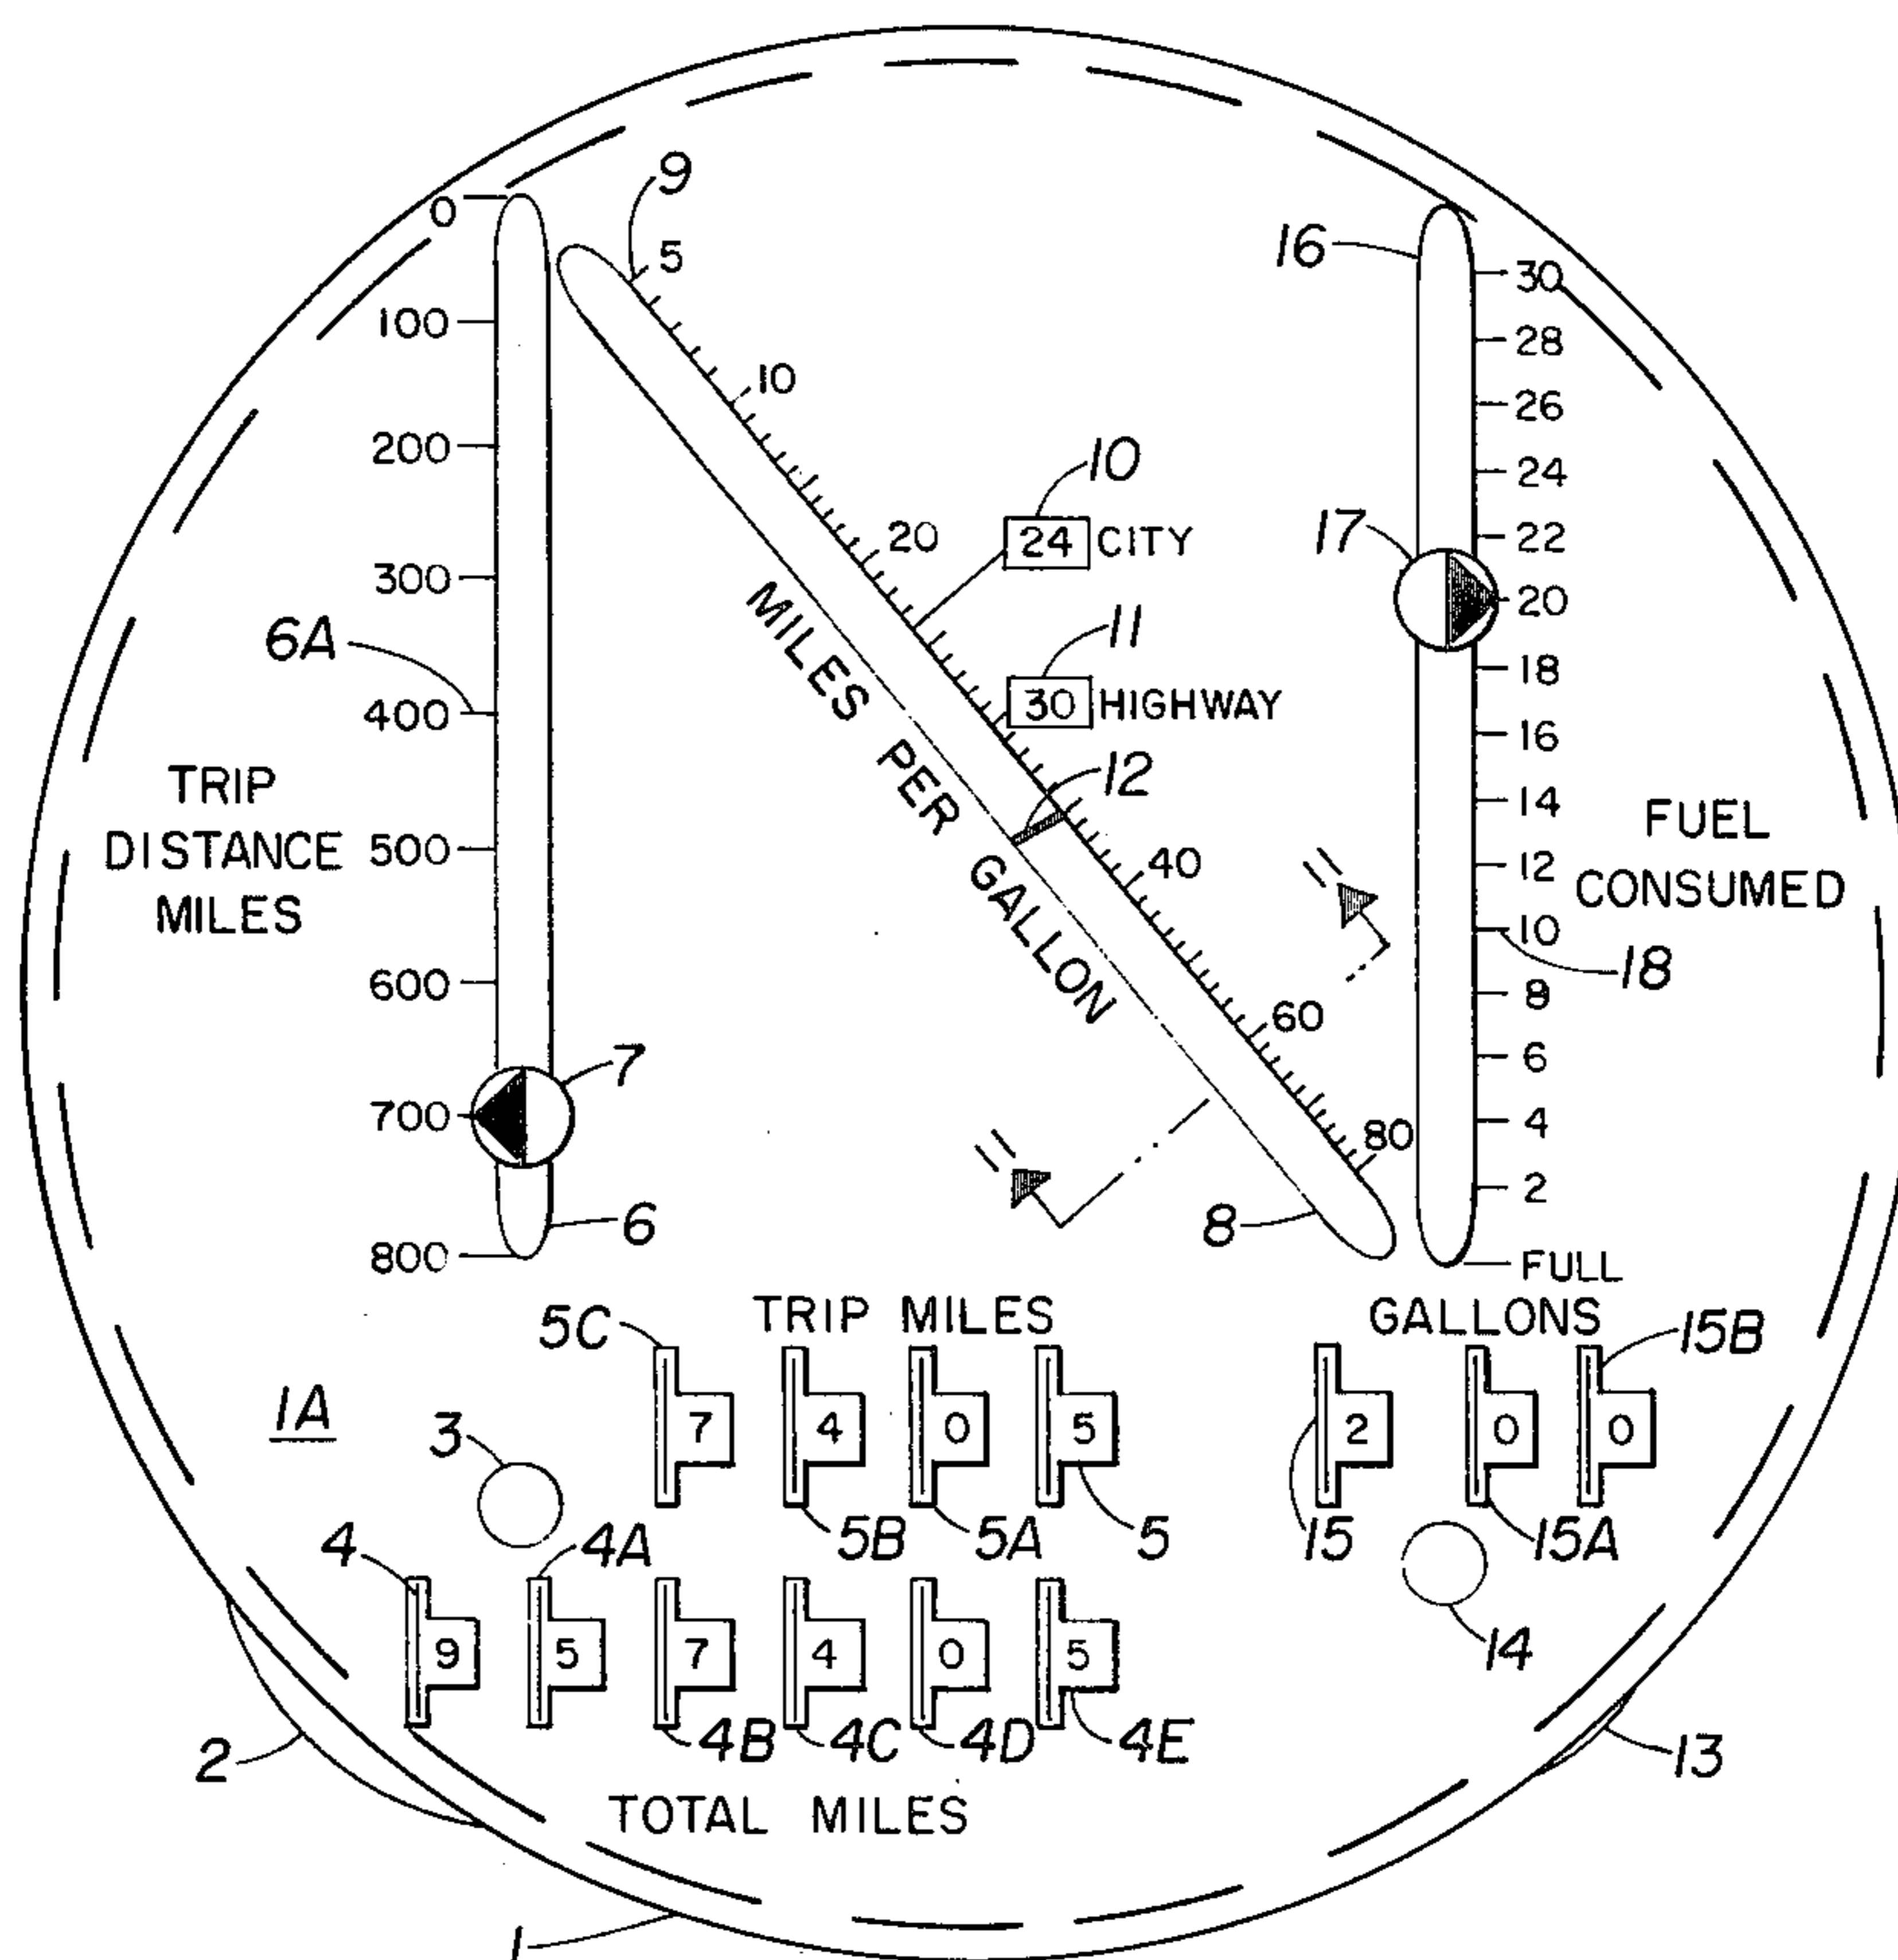 9
0
5
16
30
100
28
10
26
200
10
24
20
24 CITY
17
22
300
11
20
6A
18
30 HIGHWAY
400
MILES PER GALLON
12
16
14
TRIP
DISTANCE
MILES
500
40
12
FUEL
CONSUMED
10
18
600
8
60
7
6
700
80
4
2
6
8
800
FULL
5C
TRIP MILES
GALLONS
15B
1A
3
7 4 0 5
2 0 0
5B 5A 5
15 15A
4
4A
14
9 5 7 4 0 5
4B 4C 4D 4E
2
13
TOTAL MILES
1